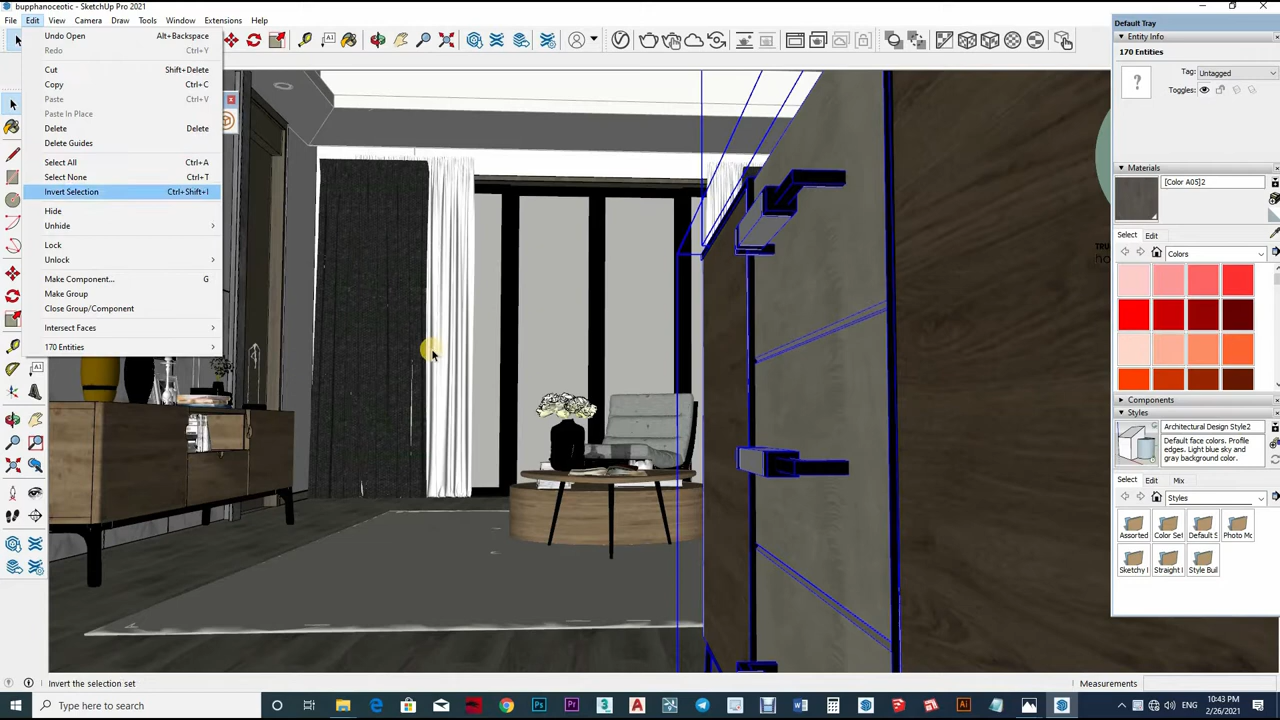 bupphanoceotic - SketchUp Pro 2021
File Edit View Camera Draw Tools Window Extensions Help
Undo Open Alt+Backspace
Redo Ctrl+Y
Cut Shift+Delete
Copy Ctrl+C
Paste Ctrl+V
Paste In Place
Delete Delete
Delete Guides
Select All Ctrl+A
Select None Ctrl+T
Invert Selection Ctrl+Shift+I
Hide
Unhide
Lock
Unlock
Make Component... G
Make Group
Close Group/Component
Intersect Faces
170 Entities
Default Tray
Entity Info
170 Entities
Tag: Untagged
Toggles:
Materials
[Color A05]2
Select Edit
Colors
Components
Styles
Architectural Design Style2
Default face colors. Profile
edges. Light blue sky and
gray background color.
Select Edit Mix
Styles
Assorted Color Set Default S Photo Mo
Sketchy Straight Style Buil
Invert the selection set
Measurements
Type here to search
ENG
10:43 PM
2/26/2021